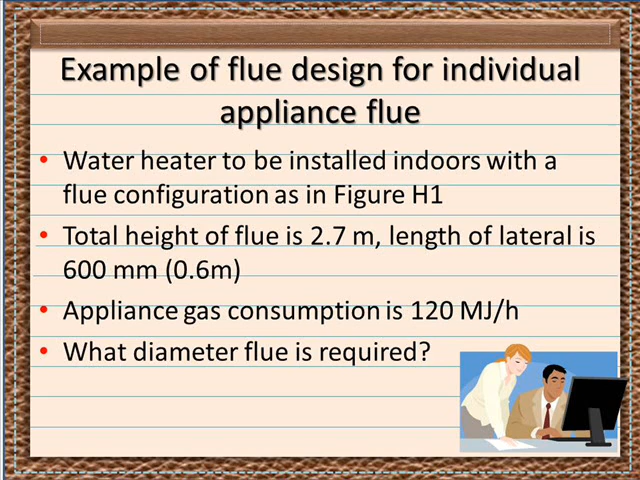 Example of flue design for individual
appliance flue
• Water heater to be installed indoors with a
flue configuration as in Figure H1
• Total height of flue is 2.7 m, length of lateral is
600 mm (0.6m)
• Appliance gas consumption is 120 MJ/h
• What diameter flue is required?